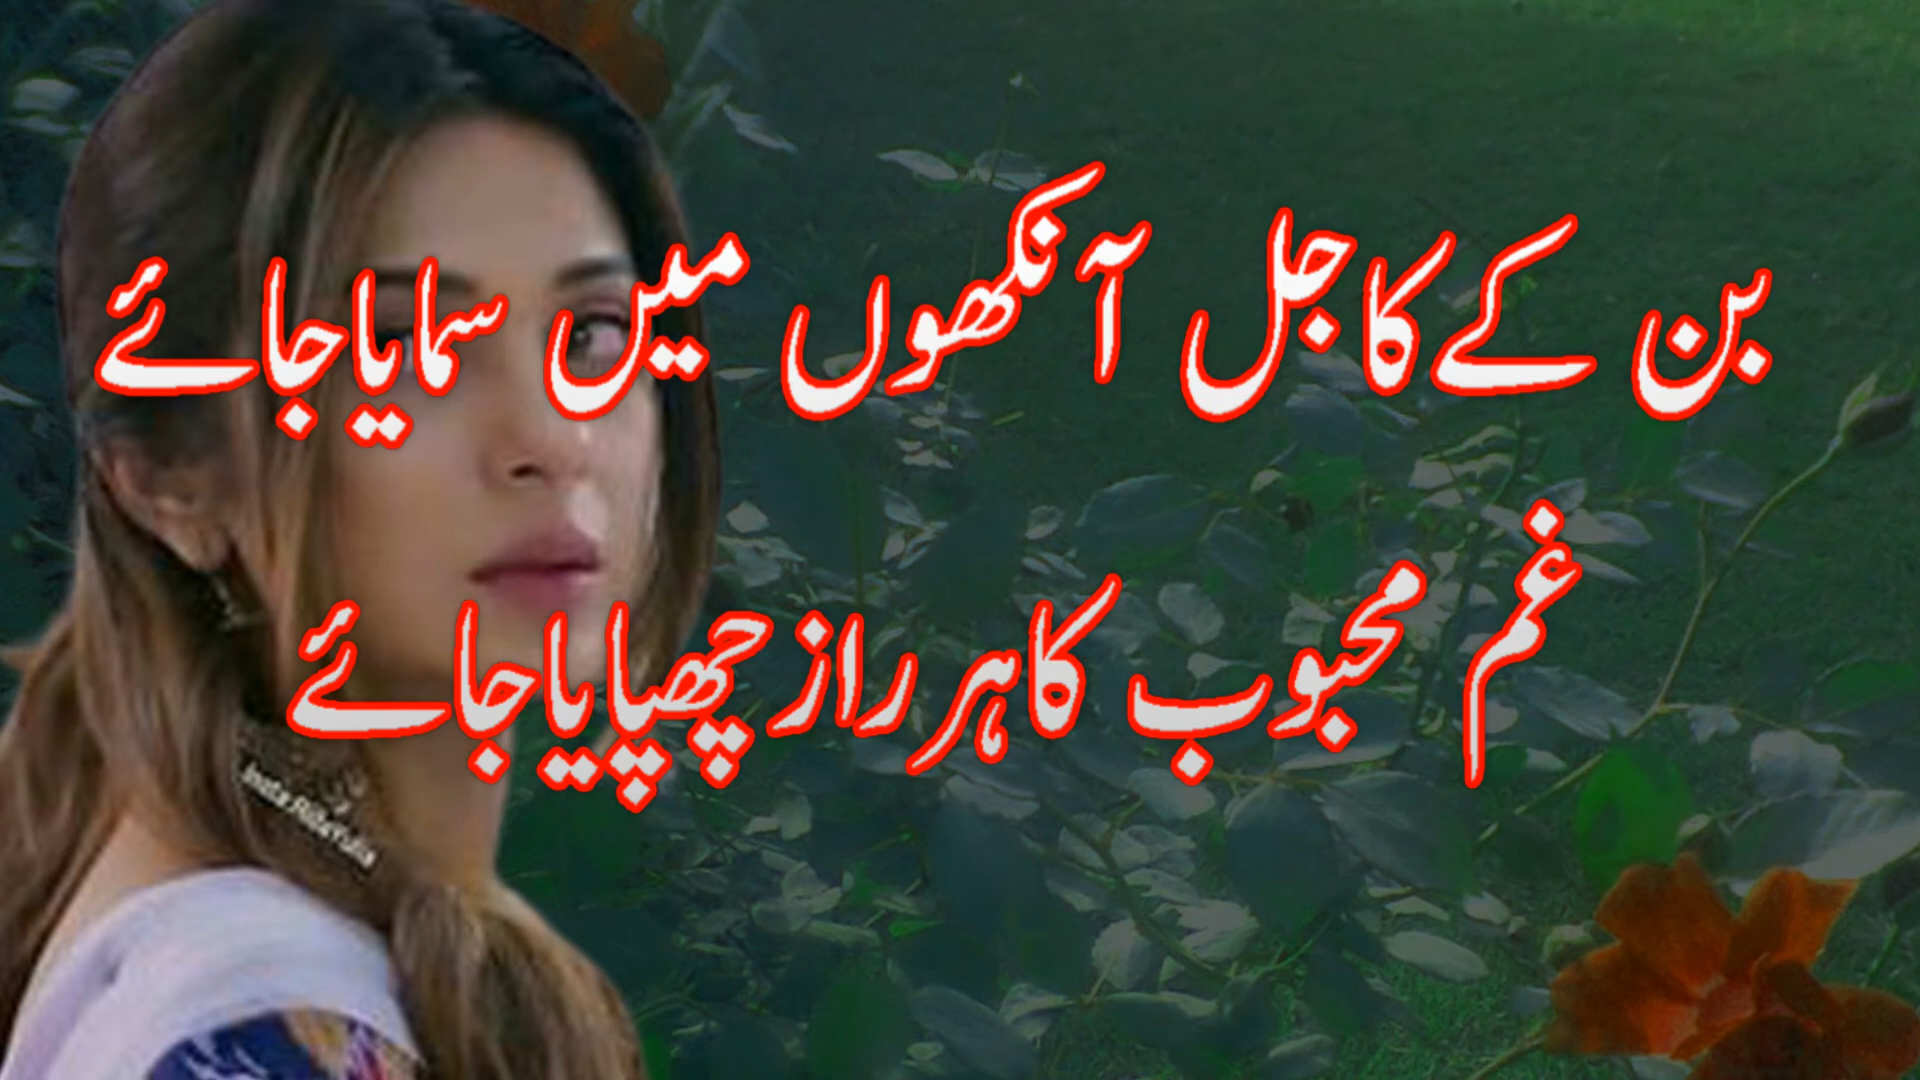 بن کے کاجل آنکھوں میں سمایا جائے
غم محبوب کا ہر راز چھپایا جائے